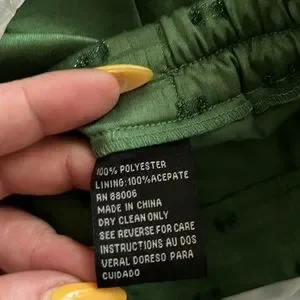 100% POLYESTER
LINING:100%ACEPATE
RN 88006
MADE IN CHINA
DRY CLEAN ONLY
SEE REVERSE FOR CARE
INSTRUCTIONS AU DOS
VERAL DORESO PARA
CUIDADO